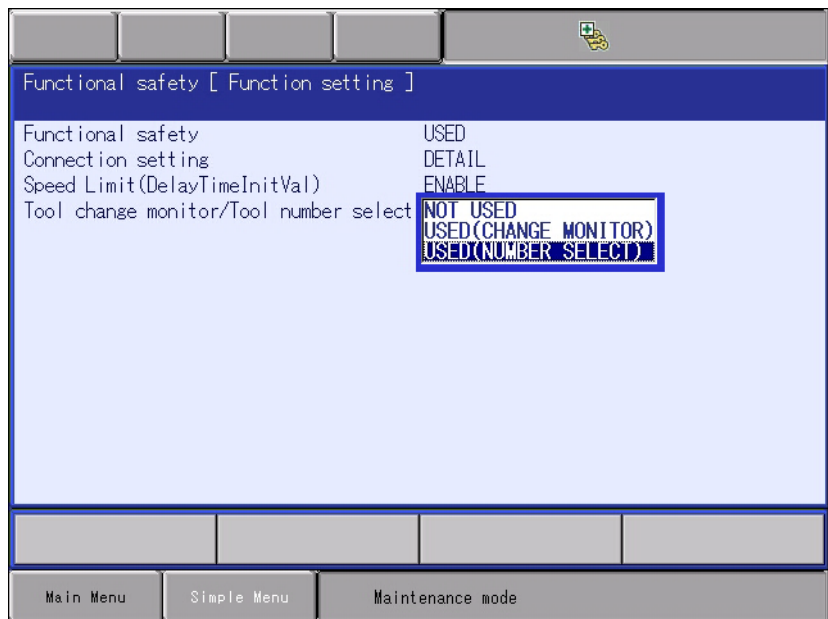 Functional safety [ Function setting ]
Functional safety USED
Connection setting DETAIL
Speed Limit(DelayTimeInitVal) ENABLE
Tool change monitor/Tool number select NOT USED
USED(CHANGE MONITOR)
USED(NUMBER SELECT)
Main Menu Simple Menu Maintenance mode